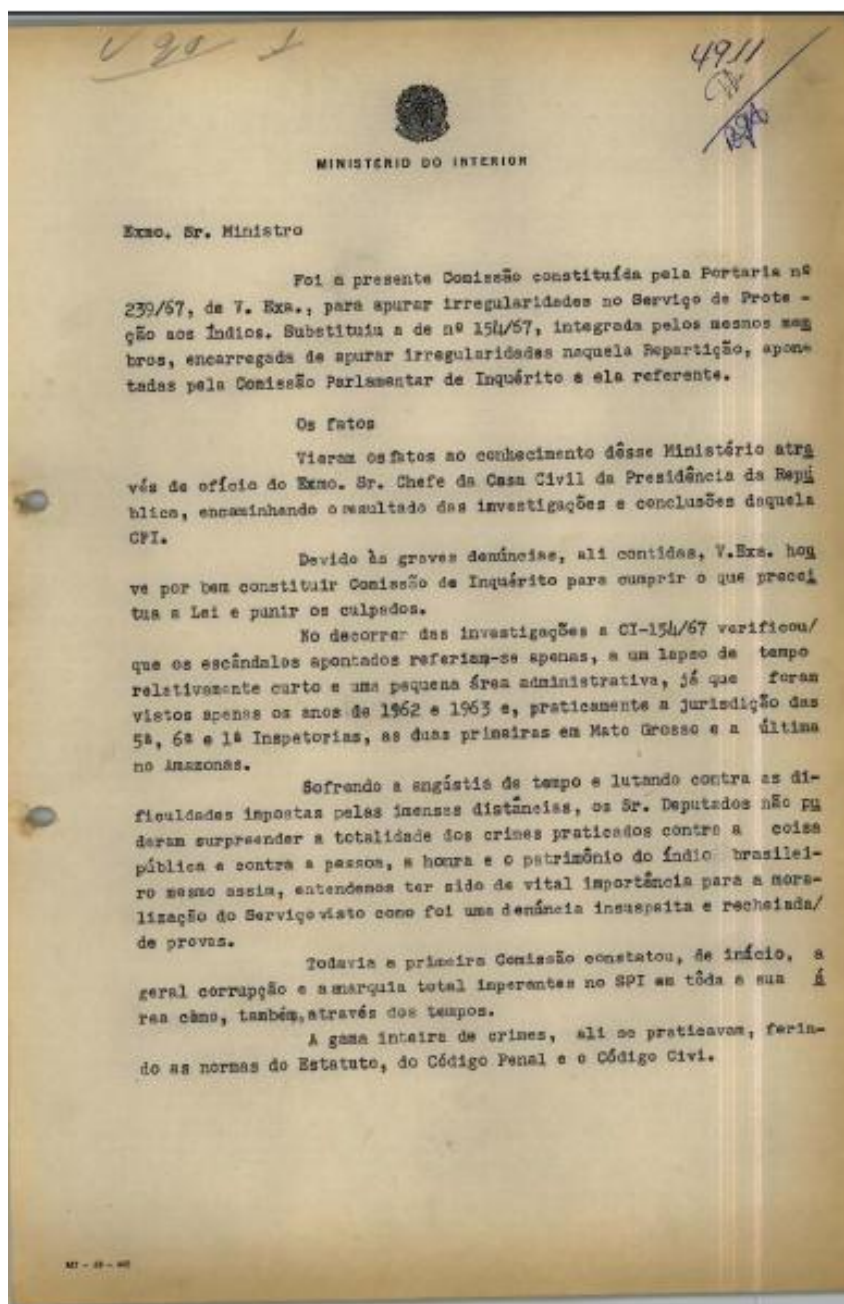 4911
MINISTÉRIO DO INTERIOR
Exmo. Sr. Ministro
Foi a presente Comissão constituída pela Portaria nº
239/67, de V. Exa., para apurar irregularidades no Serviço de Prote -
ção aos Índios. Substituiu a de nº 154/67, integrada pelos mesmos mem
bros, encarregada de apurar irregularidades naquela Repartição, apon-
tadas pela Comissão Parlamentar de Inquérito a ela referente.
Os fatos
Vieram os fatos ao conhecimento dêsse Ministério atra
vés de ofício do Exmo. Sr. Chefe da Casa Civil da Presidência da Repú
blica, encaminhando o resultado das investigações e conclusões daquela
CPI.
Devido às graves denúncias, ali contidas, V.Exa. hou
ve por bem constituir Comissão de Inquérito para cumprir o que precei
tua a Lei e punir os culpados.
No decorrer das investigações a CI-154/67 verificou/
que os escândalos apontados referiam-se apenas, a um lapso de tempo
relativamente curto e uma pequena área administrativa, já que foram
vistos apenas os anos de 1962 e 1963 e, praticamente a jurisdição das
5ª, 6ª e 1ª Inspetorias, as duas primeiras em Mato Grosso e a última
no Amazonas.
Sofrendo a angústia de tempo e lutando contra as di-
ficuldades impostas pelas imensas distâncias, os Sr. Deputados não pu
deram surpreender a totalidade dos crimes praticados contra a coisa
pública e contra a pessoa, a honra e o patrimônio do índio brasilei-
ro mesmo assim, entendemos ter sido de vital importância para a mora-
lização do Serviço visto como foi uma denúncia insuspeita e recheiada/
de provas.
Todavia a primeira Comissão constatou, de início, a
geral corrupção e anarquia total imperantes no SPI em tôda a sua á
rea cômo, também, através dos tempos.
A gama inteira de crimes, ali se praticavam, ferin-
do as normas do Estatuto, do Código Penal e o Código Civi.